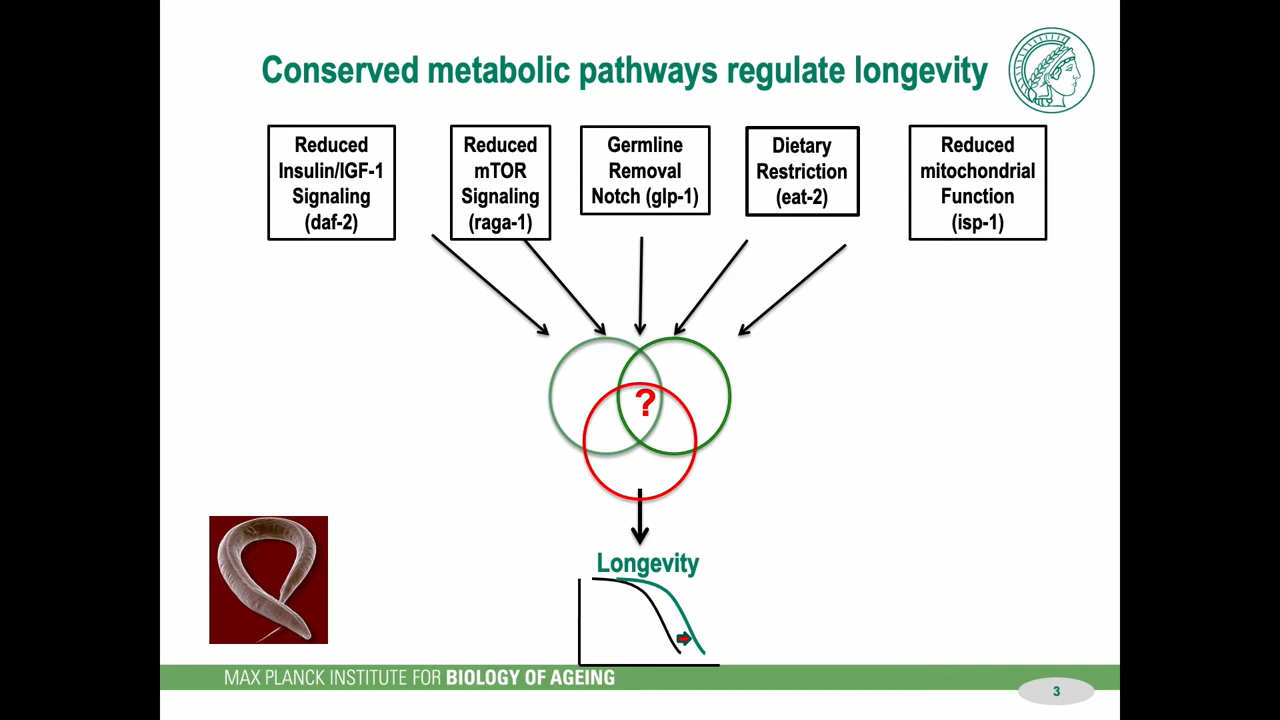 Conserved metabolic pathways regulate longevity
Reduced
Insulin/IGF-1
Signaling
(daf-2)
Reduced
mTOR
Signaling
(raga-1)
Germline
Removal
Notch (glp-1)
Dietary
Restriction
(eat-2)
Reduced
mitochondrial
Function
(isp-1)
?
Longevity
MAX PLANCK INSTITUTE FOR BIOLOGY OF AGEING
3